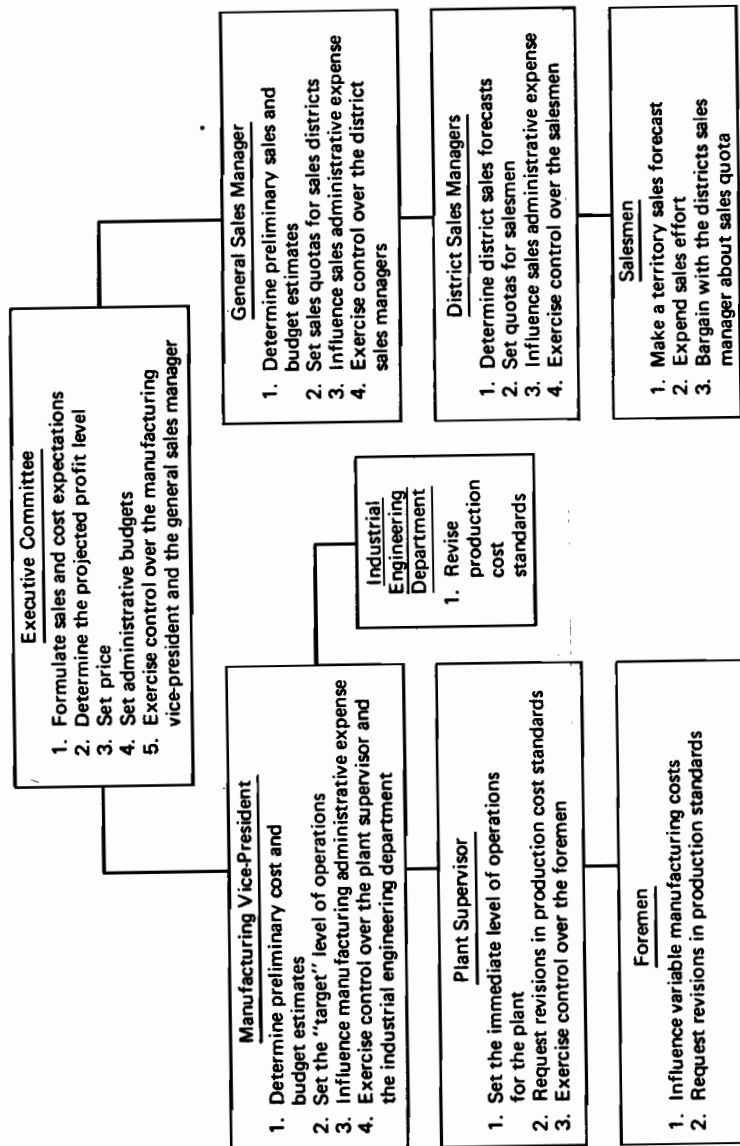 Executive Committee
1. Formulate sales and cost expectations
2. Determine the projected profit level
3. Set price
4. Set administrative budgets
5. Exercise control over the manufacturing
vice-president and the general sales manager
Manufacturing Vice-President
1. Determine preliminary cost and
budget estimates
2. Set the "target" level of operations
3. Influence manufacturing administrative expense
4. Exercise control over the plant supervisor and
the industrial engineering department
Industrial
Engineering
Department
1. Revise
production
cost
standards
General Sales Manager
1. Determine preliminary sales and
budget estimates
2. Set sales quotas for sales districts
3. Influence sales administrative expense
4. Exercise control over the district
sales managers
Plant Supervisor
1. Set the immediate level of operations
for the plant
2. Request revisions in production cost standards
3. Exercise control over the foremen
District Sales Managers
1. Determine district sales forecasts
2. Set quotas for salesmen
3. Influence sales administrative expense
4. Exercise control over the salesmen
Foremen
1. Influence variable manufacturing costs
2. Request revisions in production standards
Salesmen
1. Make a territory sales forecast
2. Expend sales effort
3. Bargain with the districts sales
manager about sales quota